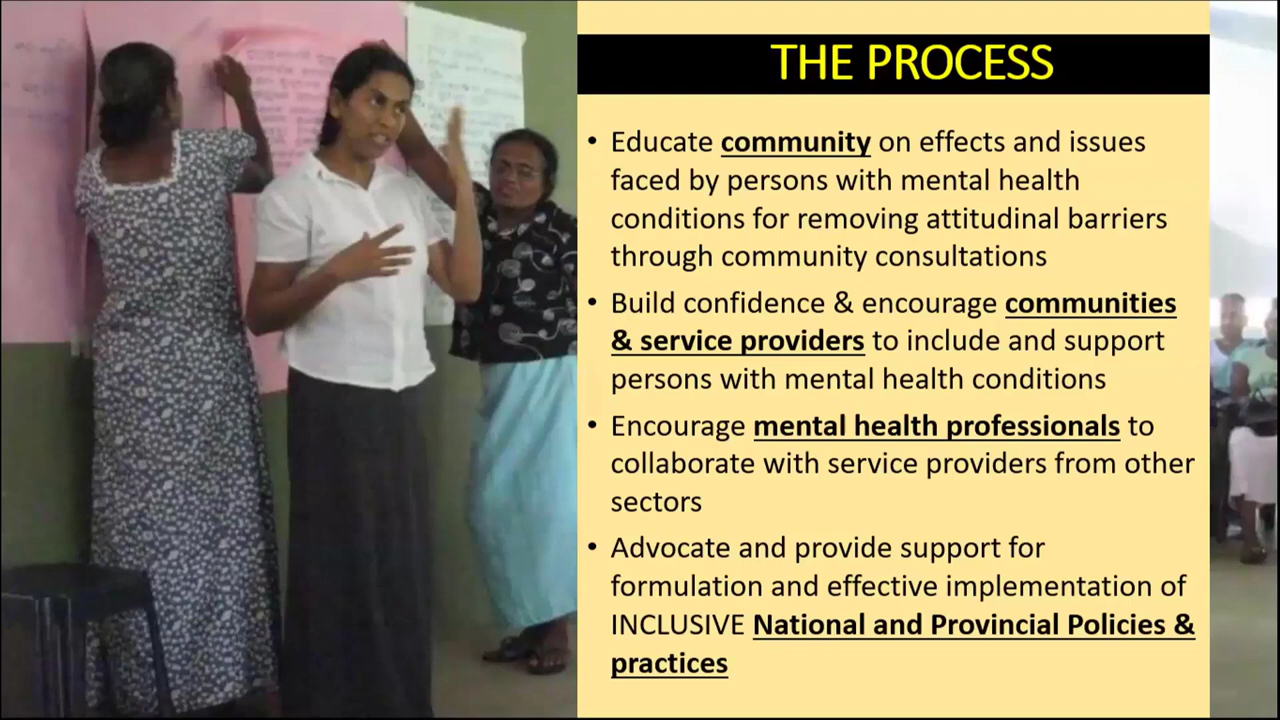 THE PROCESS
• Educate community on effects and issues
faced by persons with mental health
conditions for removing attitudinal barriers
through community consultations
• Build confidence & encourage communities
& service providers to include and support
persons with mental health conditions
• Encourage mental health professionals to
collaborate with service providers from other
sectors
• Advocate and provide support for
formulation and effective implementation of
INCLUSIVE National and Provincial Policies &
practices